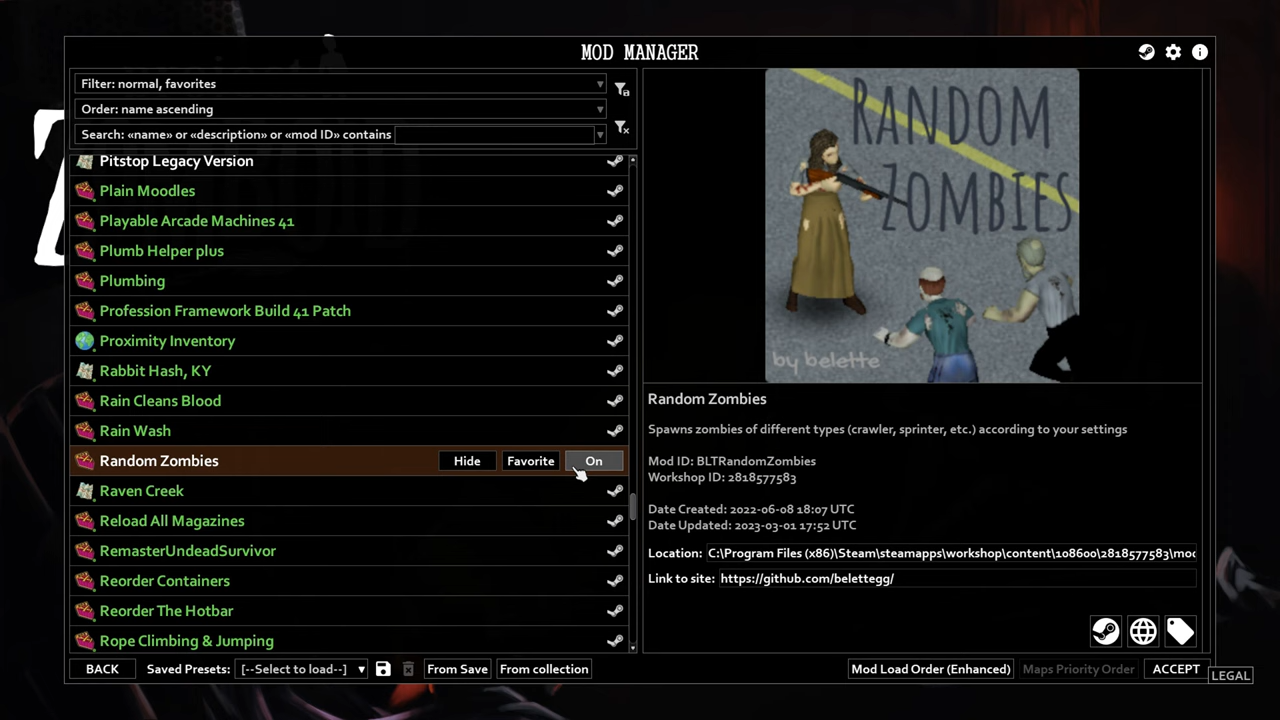 MOD MANAGER
Filter: normal, favorites
Order: name ascending
Search: «name» or «description» or «mod ID» contains
Pitstop Legacy Version
Plain Moodles
Playable Arcade Machines 41
Plumb Helper plus
Plumbing
Profession Framework Build 41 Patch
Proximity Inventory
Rabbit Hash, KY
Rain Cleans Blood
Rain Wash
Random Zombies Hide Favorite On
Raven Creek
Reload All Magazines
RemasterUndeadSurvivor
Reorder Containers
Reorder The Hotbar
Rope Climbing & Jumping
RANDOM
ZOMBIES
by belette
Random Zombies
Spawns zombies of different types (crawler, sprinter, etc.) according to your settings
Mod ID: BLTRandomZombies
Workshop ID: 2818577583
Date Created: 2022-06-08 18:07 UTC
Date Updated: 2023-03-01 17:52 UTC
Location: C:\Program Files (x86)\Steam\steamapps\workshop\content\108600\2818577583\mod
Link to site: https://github.com/belettegg/
BACK Saved Presets: [--Select to load--] From Save From collection Mod Load Order (Enhanced) Maps Priority Order ACCEPT
LEGAL